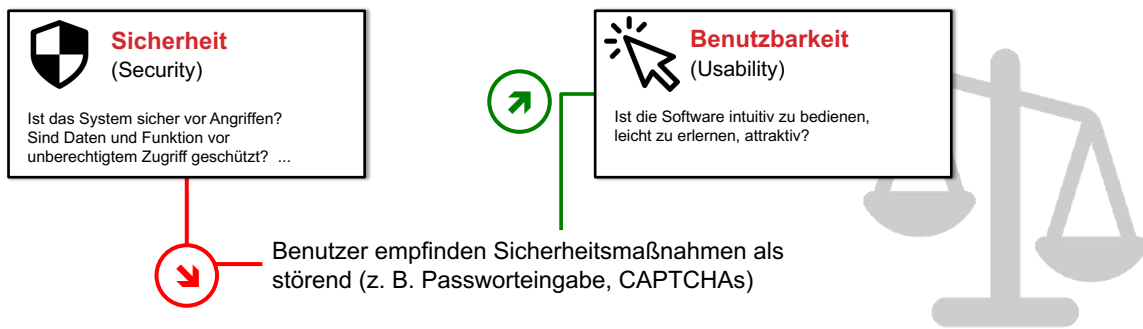 Sicherheit
(Security)
Ist das System sicher vor Angriffen?
Sind Daten und Funktion vor
unberechtigtem Zugriff geschützt? ...
Benutzbarkeit
(Usability)
Ist die Software intuitiv zu bedienen,
leicht zu erlernen, attraktiv?
Benutzer empfinden Sicherheitsmaßnahmen als
störend (z. B. Passworteingabe, CAPTCHAs)